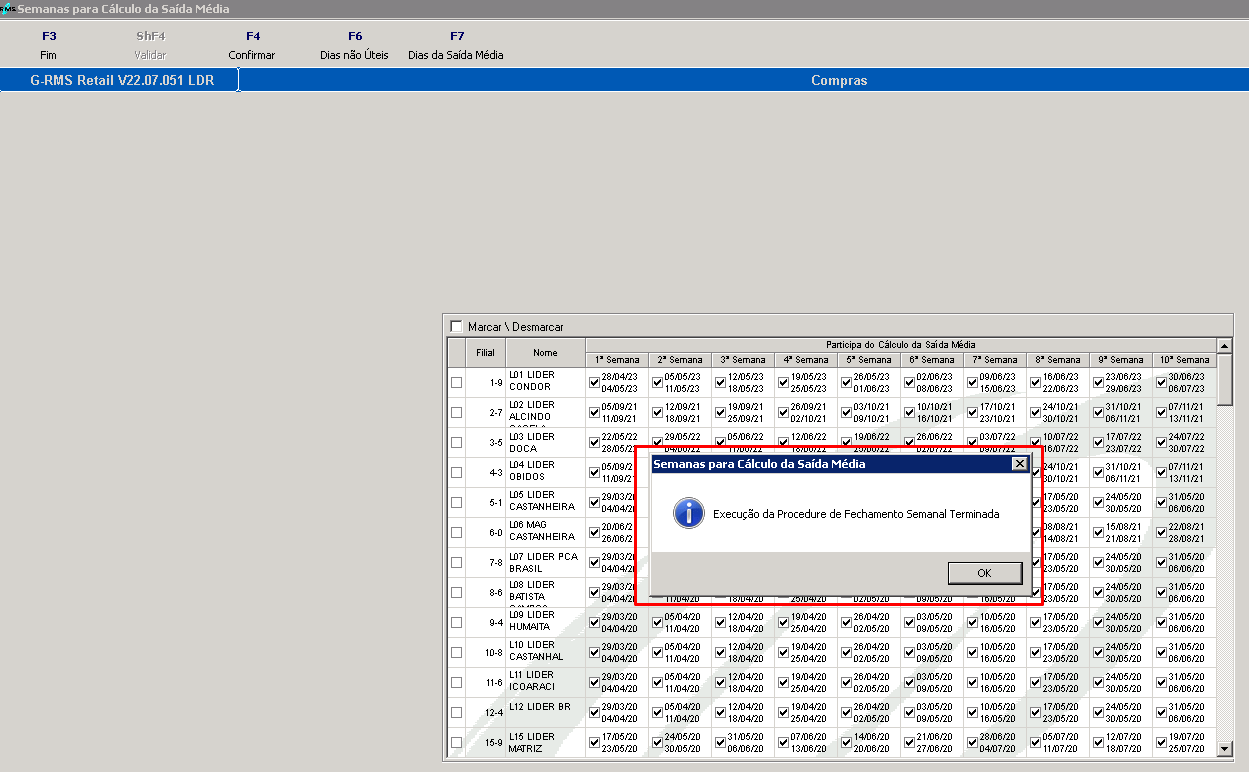 RMS Semanas para Cálculo da Saída Média
F3 ShF4 F4 F6 F7
Fim Validar Confirmar Dias não Úteis Dias da Saída Média
G-RMS Retail V22.07.051 LDR Compras
Marcar \ Desmarcar
Filial Nome Participa do Cálculo da Saída Média
1ª Semana 2ª Semana 3ª Semana 4ª Semana 5ª Semana 6ª Semana 7ª Semana 8ª Semana 9ª Semana 10ª Semana
1-9 L01 LIDER CONDOR 28/04/23 05/05/23 12/05/23 19/05/23 26/05/23 02/06/23 09/06/23 16/06/23 23/06/23 30/06/23
04/05/23 11/05/23 18/05/23 25/05/23 01/06/23 08/06/23 15/06/23 22/06/23 29/06/23 06/07/23
2-7 L02 LIDER ALCINDO 05/09/21 12/09/21 19/09/21 26/09/21 03/10/21 10/10/21 17/10/21 24/10/21 31/10/21 07/11/21
11/09/21 18/09/21 25/09/21 02/10/21 09/10/21 16/10/21 23/10/21 30/10/21 06/11/21 13/11/21
3-5 L03 LIDER DOCA 22/05/22 29/05/22 05/06/22 12/06/22 19/06/22 26/06/22 03/07/22 10/07/22 17/07/22 24/07/22
28/05/2 04/06/22 11/06/22 25/06/22 02/07/22 09/07/22 16/07/22 23/07/22 30/07/22
4-3 L04 LIDER OBIDOS 05/09/2 24/10/21 31/10/21 07/11/21
11/09/2 30/10/21 06/11/21 13/11/21
5-1 L05 LIDER CASTANHEIRA 29/03/2 17/05/20 24/05/20 31/05/20
04/04/2 23/05/20 30/05/20 06/06/20
6-0 L06 MAG CASTANHEIRA 20/06/2 08/08/21 15/08/21 22/08/21
26/06/2 14/08/21 21/08/21 28/08/21
7-8 L07 LIDER PCA BRASIL 29/03/2 17/05/20 24/05/20 31/05/20
04/04/2 23/05/20 30/05/20 06/06/20
8-6 L08 LIDER BATISTA 29/03/2 17/05/20 24/05/20 31/05/20
04/04/2 11/04/20 18/04/20 25/04/20 02/05/20 09/05/20 16/05/20 23/05/20 30/05/20 06/06/20
9-4 L09 LIDER HUMAITA 29/03/20 05/04/20 12/04/20 19/04/20 26/04/20 03/05/20 10/05/20 17/05/20 24/05/20 31/05/20
04/04/20 11/04/20 18/04/20 25/04/20 02/05/20 09/05/20 16/05/20 23/05/20 30/05/20 06/06/20
10-8 L10 LIDER CASTANHAL 29/03/20 05/04/20 12/04/20 19/04/20 26/04/20 03/05/20 10/05/20 17/05/20 24/05/20 31/05/20
04/04/20 11/04/20 18/04/20 25/04/20 02/05/20 09/05/20 16/05/20 23/05/20 30/05/20 06/06/20
11-6 L11 LIDER ICOARACI 29/03/20 05/04/20 12/04/20 19/04/20 26/04/20 03/05/20 10/05/20 17/05/20 24/05/20 31/05/20
04/04/20 11/04/20 18/04/20 25/04/20 02/05/20 09/05/20 16/05/20 23/05/20 30/05/20 06/06/20
12-4 L12 LIDER BR 29/03/20 05/04/20 12/04/20 19/04/20 26/04/20 03/05/20 10/05/20 17/05/20 24/05/20 31/05/20
04/04/20 11/04/20 18/04/20 25/04/20 02/05/20 09/05/20 16/05/20 23/05/20 30/05/20 06/06/20
15-9 L15 LIDER MATRIZ 17/05/20 24/05/20 31/05/20 07/06/20 14/06/20 21/06/20 28/06/20 05/07/20 12/07/20 19/07/20
23/05/20 30/05/20 06/06/20 13/06/20 20/06/20 27/06/20 04/07/20 11/07/20 18/07/20 25/07/20
Semanas para Cálculo da Saída Média
Execução da Procedure de Fechamento Semanal Terminada
OK